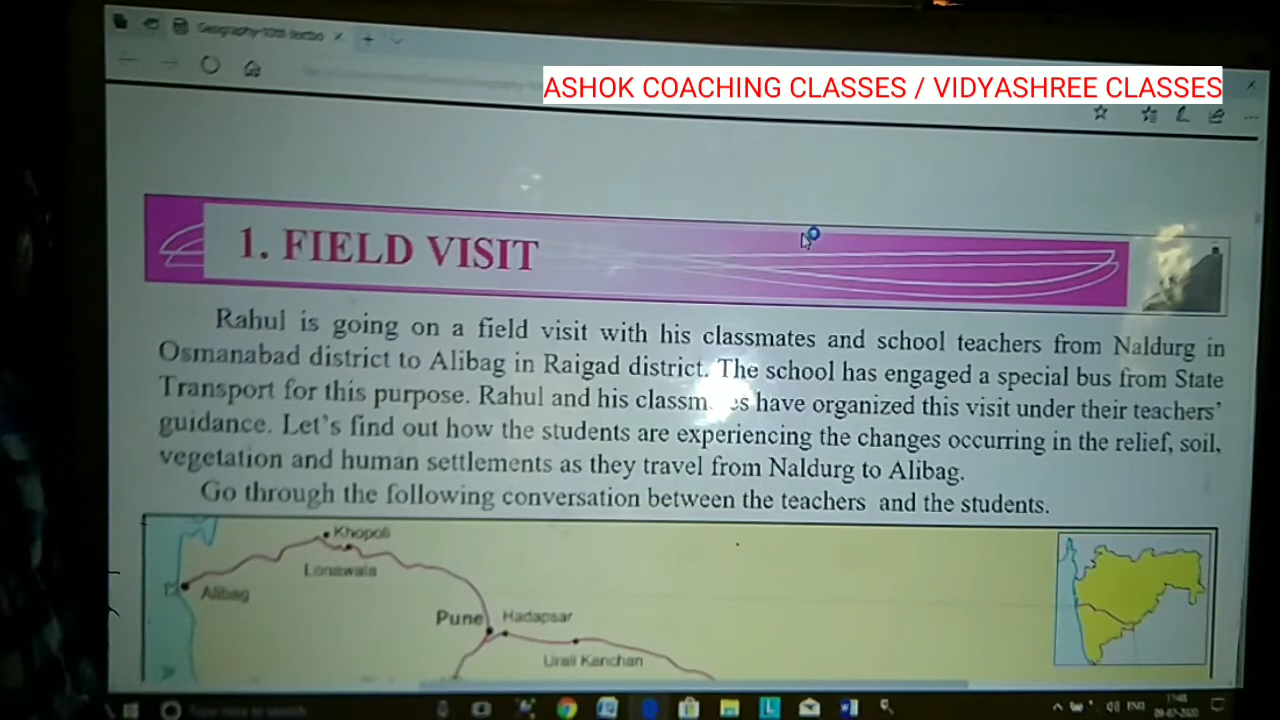 Geography-10th textbo
ASHOK COACHING CLASSES / VIDYASHREE CLASSES
1. FIELD VISIT
Rahul is going on a field visit with his classmates and school teachers from Naldurg in
Osmanabad district to Alibag in Raigad district. The school has engaged a special bus from State
Transport for this purpose. Rahul and his have organized this visit under their teachers'
guidance. Let's find out how the students are experiencing the changes occurring in the relief, soil,
vegetation and human settlements as they travel from Naldurg to Alibag.
Go through the following conversation between the teachers and the students.
Khopoli
Lonawala
Alibag
Pune
Hadapsar
Urali Kanchan
ENG